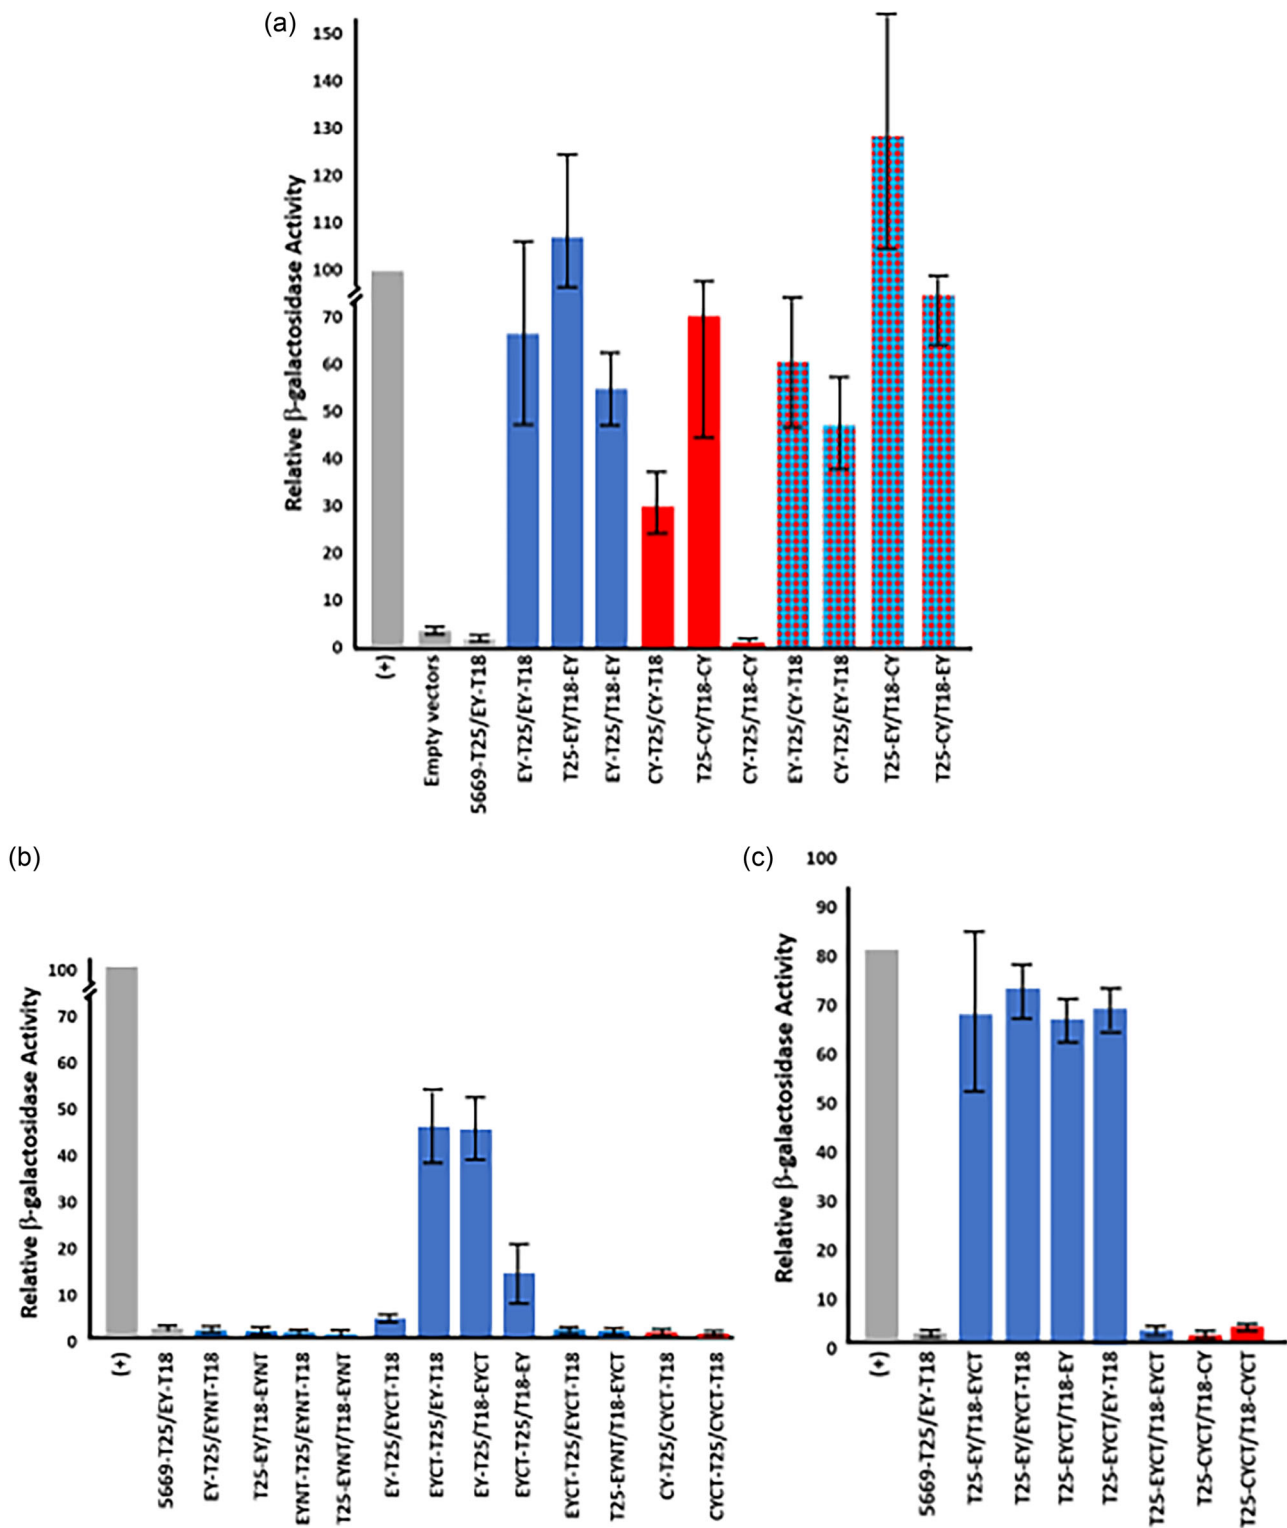 (a)
Relative β-galactosidase Activity
150
140
130
120
110
100
70
60
50
40
30
20
10
0
(+)
Empty vectors
5669-T25/EY-T18
EY-T25/EY-T18
T25-EY/T18-EY
EY-T25/T18-EY
CY-T25/CY-T18
T25-CY/T18-CY
CY-T25/T18-CY
EY-T25/CY-T18
CY-T25/EY-T18
T25-EY/T18-CY
T25-CY/T18-EY
(b)
Relative β-galactosidase Activity
100
70
60
50
40
30
20
10
0
(+)
5669-T25/EY-T18
EY-T25/EYNT-T18
T25-EY/T18-EYNT
EYNT-T25/EYNT-T18
T25-EYNT/T18-EYNT
EY-T25/EYCT-T18
EYCT-T25/EY-T18
EY-T25/T18-EYCT
EYCT-T25/T18-EY
EYCT-T25/EYCT-T18
T25-EYNT/T18-EYCT
CY-T25/CYCT-T18
CYCT-T25/CYCT-T18
(c)
Relative β-galactosidase Activity
100
90
80
70
60
50
40
30
20
10
0
(+)
5669-T25/EY-T18
T25-EY/T18-EYCT
T25-EY/EYCT-T18
T25-EYCT/T18-EY
T25-EYCT/EY-T18
T25-EYCT/T18-EYCT
T25-CYCT/T18-CY
T25-CYCT/T18-CYCT